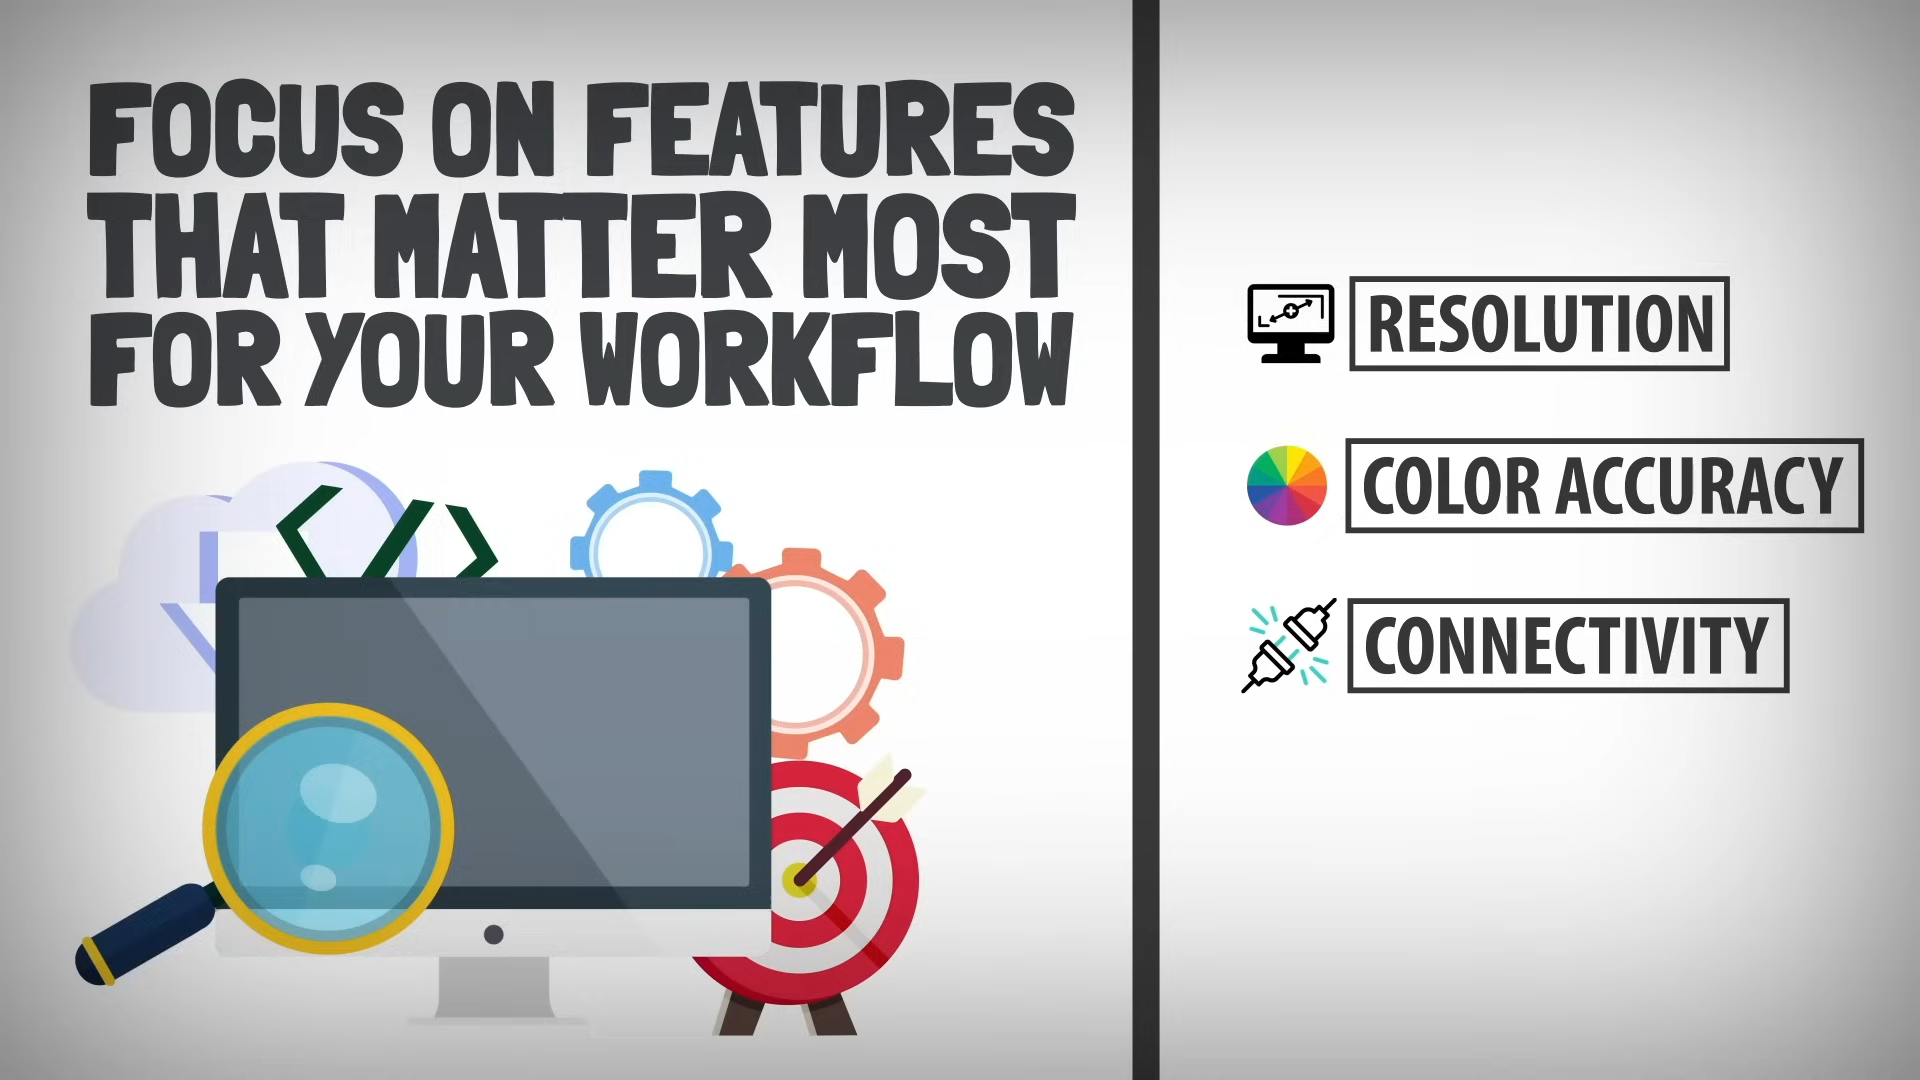 FOCUS ON FEATURES
THAT MATTER MOST
FOR YOUR WORKFLOW
RESOLUTION
COLOR ACCURACY
CONNECTIVITY